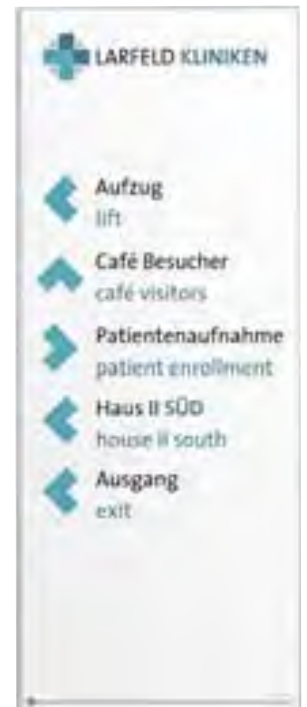 LARFELD KLINIKEN
Aufzug
lift
Café Besucher
café visitors
Patientenaufnahme
patient enrollment
Haus II SÜD
house II south
Ausgang
exit